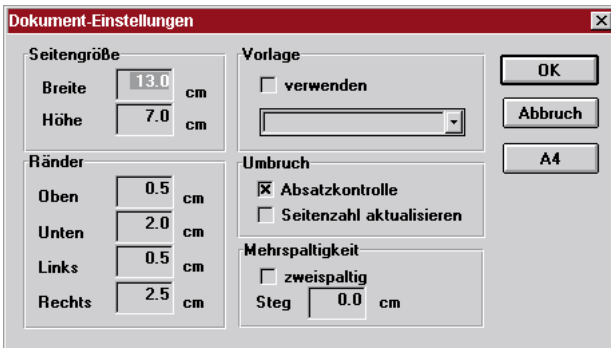 Dokument-Einstellungen
Seitengröße
Breite 13.0 cm
Höhe 7.0 cm
Ränder
Oben 0.5 cm
Unten 2.0 cm
Links 0.5 cm
Rechts 2.5 cm
Vorlage
verwenden
Umbruch
Absatzkontrolle
Seitenzahl aktualisieren
Mehrspaltigkeit
zweispaltig
Steg 0.0 cm
OK
Abbruch
A4